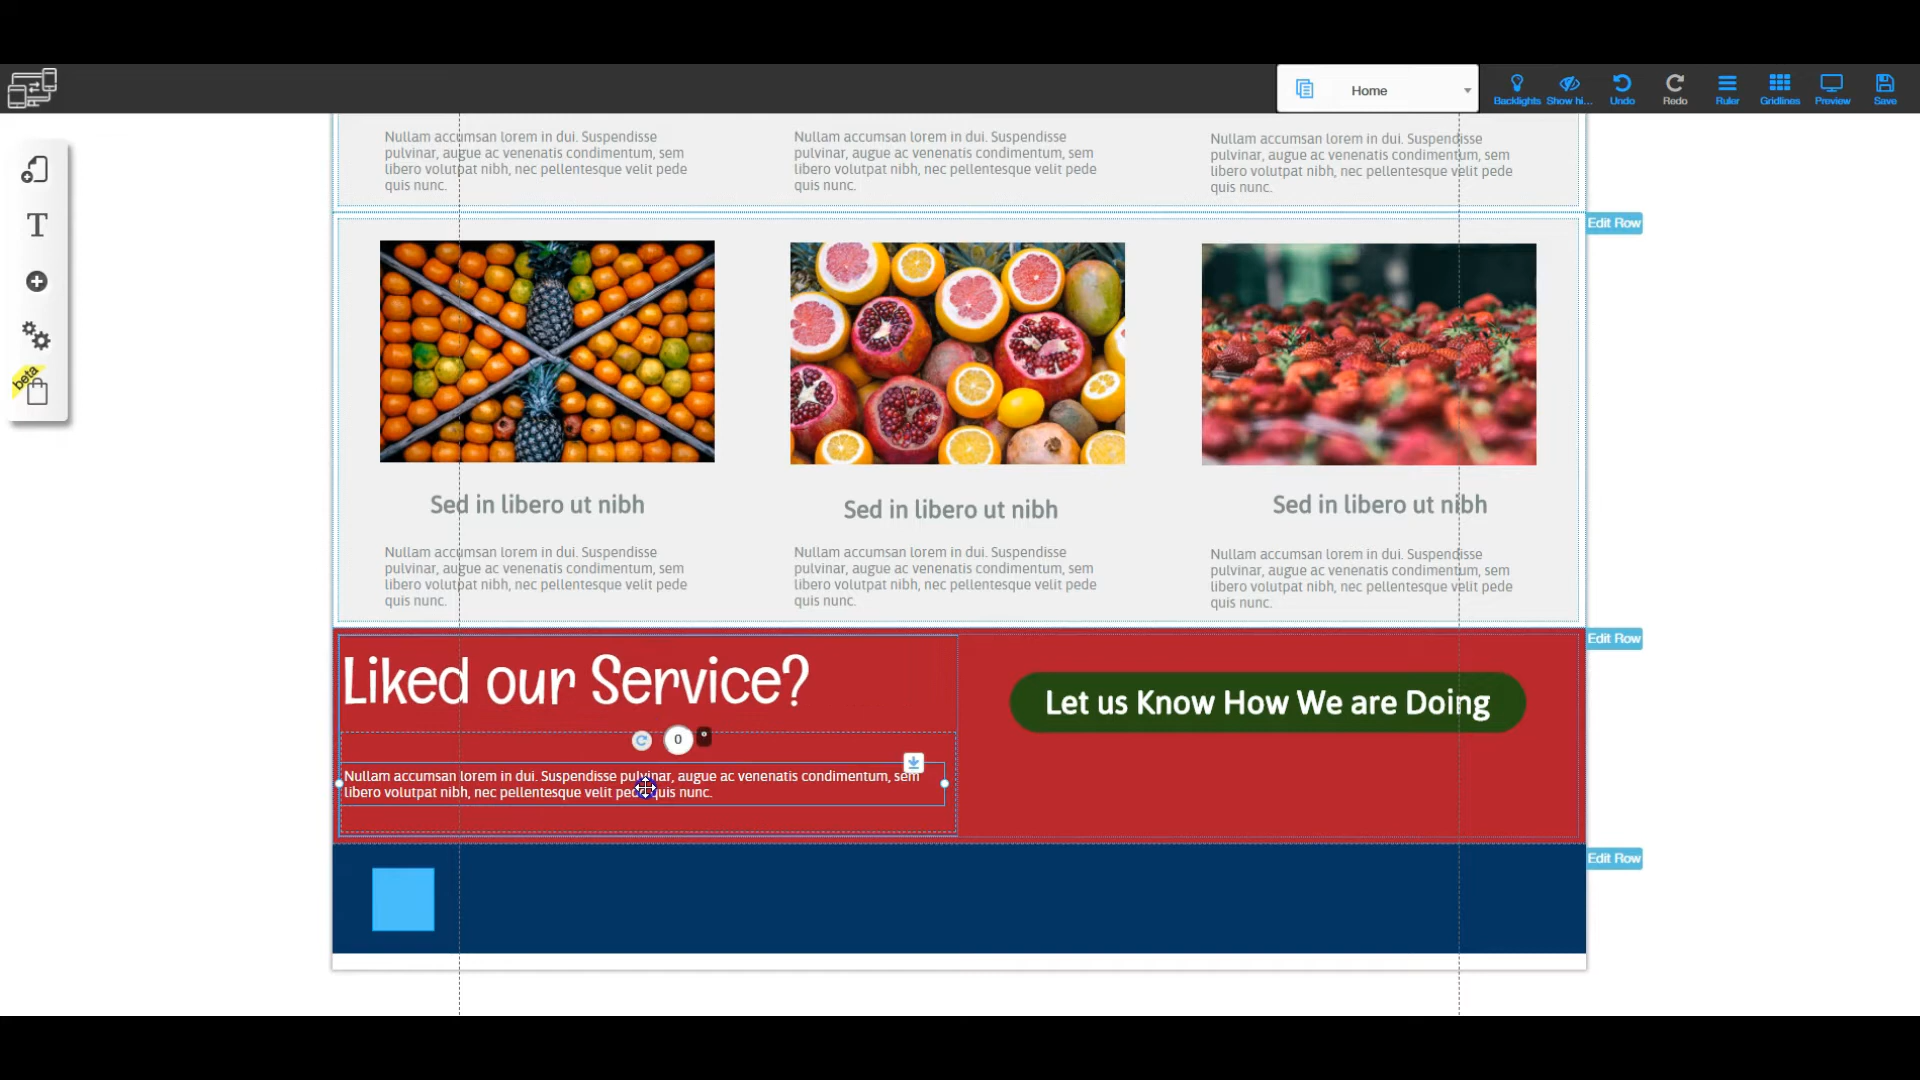 Home
Backlights Show hi... Undo Redo Ruler Gridlines Preview Save
Nullam accumsan lorem in dui. Suspendisse
pulvinar, augue ac venenatis condimentum, sem
libero volutpat nibh, nec pellentesque velit pede
quis nunc.
Nullam accumsan lorem in dui. Suspendisse
pulvinar, augue ac venenatis condimentum, sem
libero volutpat nibh, nec pellentesque velit pede
quis nunc.
Nullam accumsan lorem in dui. Suspendisse
pulvinar, augue ac venenatis condimentum, sem
libero volutpat nibh, nec pellentesque velit pede
quis nunc.
T
beta
Edit Row
Sed in libero ut nibh
Nullam accumsan lorem in dui. Suspendisse
pulvinar, augue ac venenatis condimentum, sem
libero volutpat nibh, nec pellentesque velit pede
quis nunc.
Sed in libero ut nibh
Nullam accumsan lorem in dui. Suspendisse
pulvinar, augue ac venenatis condimentum, sem
libero volutpat nibh, nec pellentesque velit pede
quis nunc.
Sed in libero ut nibh
Nullam accumsan lorem in dui. Suspendisse
pulvinar, augue ac venenatis condimentum, sem
libero volutpat nibh, nec pellentesque velit pede
quis nunc.
Edit Row
Liked our Service?
0 °
Nullam accumsan lorem in dui. Suspendisse pulvinar, augue ac venenatis condimentum, sem
libero volutpat nibh, nec pellentesque velit pede quis nunc.
Let us Know How We are Doing
Edit Row